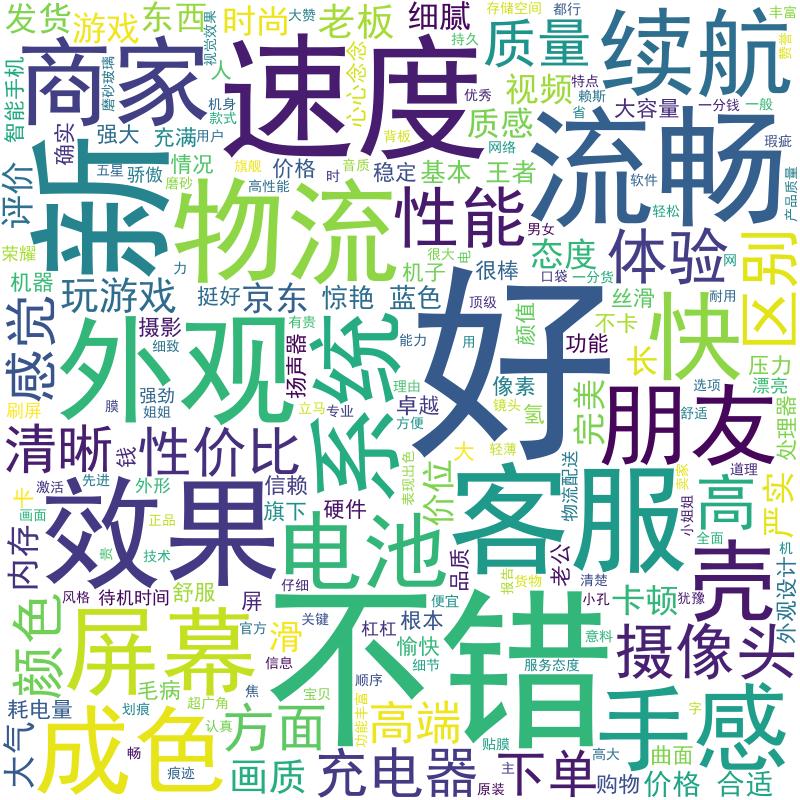 发货
游戏
东西
时尚
视觉效果
大赞
老板
细腻
质量
存储空间
都行
续航
丰富
赞誉
智能手机
商家
磨砂玻璃
人
速度
心心念念
优秀
视频
特点
赖斯
大容量
一分钱
一般
确实
强大
充满
机身
款式
用户
背板
质感
省
流畅
瑕疵
评价
新
五星
骄傲
情况
磨砂
旗舰
价格
音质
时
稳定
基本
网络
王者
软件
轻松
产品质量
高性能
物流
性能
男女
态度
体验
区别
荣耀
机器
力
玩游戏
挺好
京东
惊艳
蓝色
很大
电
机子
很棒
口袋
一分货
丝滑
网
耐用
感觉
外观
摄影
细致
有贵
扬声器
系统
能力
用
好
顶级
颜值
不卡
功能
快
长
压力
漂亮
刷屏
膜
强劲
姐姐
立马
专业
理由
方便
卓越
镜头
像素
氢
完美
朋友
选项
舒适
处理器
清晰
钱
性价比
大
轻薄
卡
激活
先进
外形
信赖
旗下
硬件
价位
表现出色
客服
物流配送
小姐姐
卖家
道理
高
严实
内存
画面
正品
效果
贵
技术
电池
品质
老公
报告
货物
清楚
全面
壳
外观设计
风格
待机时间
舒服
屏
仔细
不错
便宜
小孔
卡顿
犹豫
颜色
屏幕
官方
滑
关键
杠杠
根本
愉快
细节
意料
服务态度
摄像头
信息
毛病
焦
顺序
宝贝
超广角
耗电量
大气
划痕
成色
认真
方面
功能丰富
高端
贴膜
手感
字
高大
曲面
畅
痕迹
画质
充电器
原装
主
下单
购物
价格
合适